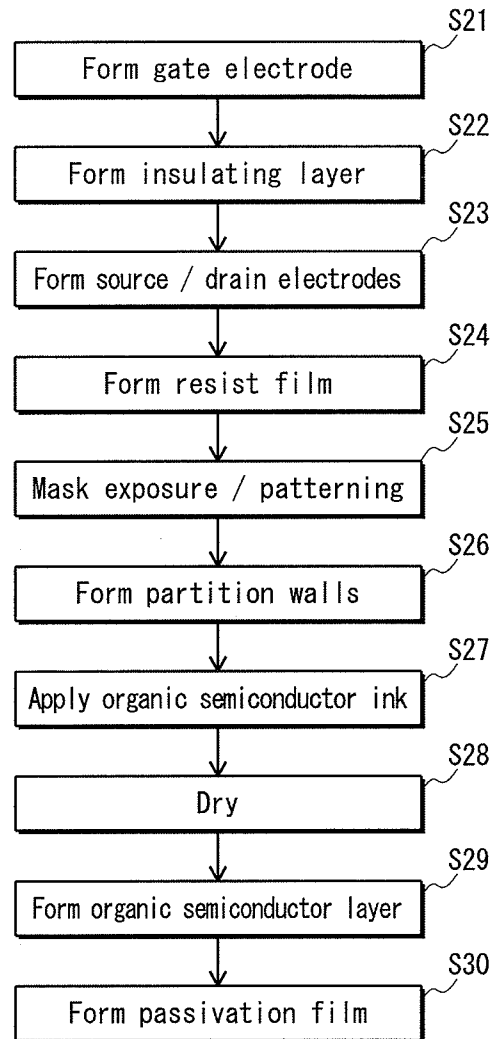 S21
Form gate electrode
S22
Form insulating layer
S23
Form source / drain electrodes
S24
Form resist film
S25
Mask exposure / patterning
S26
Form partition walls
S27
Apply organic semiconductor ink
S28
Dry
S29
Form organic semiconductor layer
S30
Form passivation film